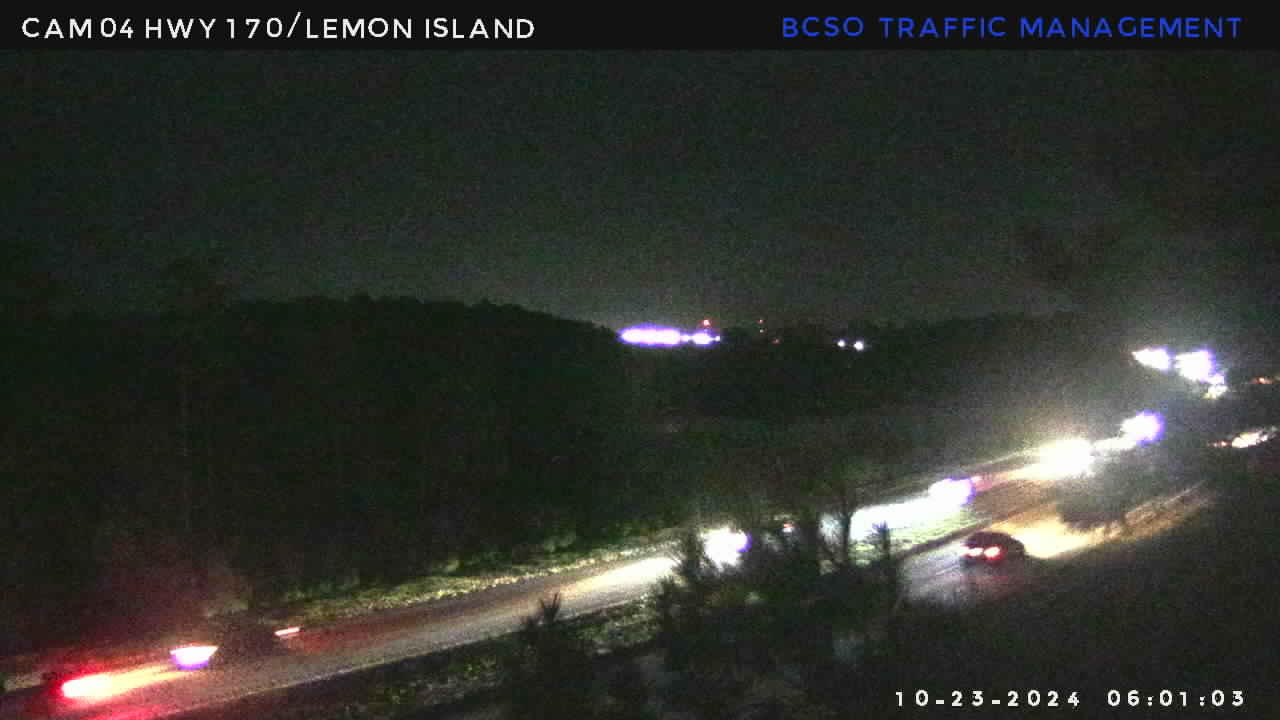 CAM04 HWY 170/LEMON ISLAND
BCSO TRAFFIC MANAGEMENT
10-23-2024 06:01:03